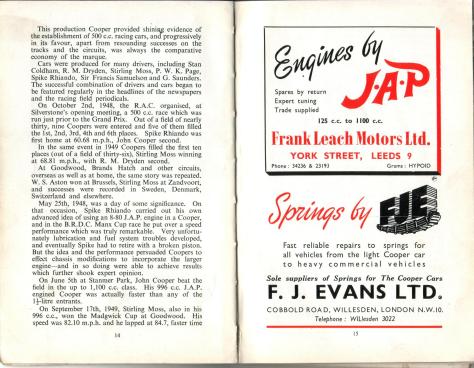 This production Cooper provided shining evidence
of the establishment of 500 c.c. racing cars, and progressively
in its favour, apart from resounding successes on the
tracks and the circuits, was always the comparative
economy of the marque.
Cars were produced for many drivers, including Stan
Coldham, R. M. Dryden, Stirling Moss, P. W. K. Page,
Spike Rhiando, Sir Francis Samuelson and G. Saunders.
The successful combination of drivers and cars began to
be featured regularly in the headlines of the newspapers
and the racing field periodicals.
On October 2nd, 1948, the R.A.C. organised, at
Silverstone's opening meeting, a 500 c.c. race which was
run just prior to the Grand Prix. Out of a field of nearly
thirty, nine Coopers were entered and five of them filled
the 1st, 2nd, 3rd, 4th and 6th places. Spike Rhiando was
first home at 60.68 m.p.h., John Cooper second.
In the same event in 1949 Coopers filled the first ten
places (out of a field of thirty-six), Stirling Moss winning
at 68.81 m.p.h., with R. M. Dryden second.
At Goodwood, Brands Hatch and other circuits,
overseas as well as at home, the same story was repeated.
W. S. Aston won at Brussels, Stirling Moss at Zandvoort,
and successes were recorded in Sweden, Denmark,
Switzerland and elsewhere.
May 25th, 1948, was a day of some significance. On
that occasion, Spike Rhiando carried out his own
advanced idea of using an 8-80 J.A.P. engine in a Cooper,
and in the B.R.D.C. Manx Cup race he put over a speed
performance which was truly remarkable. Very unfortu-
nately lubrication and fuel system troubles developed,
and eventually Spike had to retire with a broken piston.
But the idea and the performance persuaded Coopers to
effect chassis modifications to incorporate the larger
engine—and in so doing were able to achieve results
which further shook expert opinion.
On June 5th at Stanmer Park, John Cooper beat the
field in the up to 1,100 c.c. class. His 996 c.c. J.A.P.
engined Cooper was actually faster than any of the
1½-litre entrants.
On September 17th, 1949, Stirling Moss, also in his
996 c.c., won the Madgwick Cup at Goodwood. His
speed was 82.10 m.p.h. and he lapped at 84.7, faster time
14
Engines by
J.A.P
Spares by return
Expert tuning
Trade supplied
125 c.c. to 1100 c.c.
Frank Leach Motors Ltd.
YORK STREET, LEEDS 9
Phone: 34236 & 23193 Grams: HYPOID
Springs by FJE
Fast reliable repairs to springs for
all vehicles from the light Cooper car
to heavy commercial vehicles
Sole suppliers of Springs for The Cooper Cars
F. J. EVANS LTD.
COBBOLD ROAD, WILLESDEN, LONDON N.W.10.
Telephone: WILlesden 3022
15